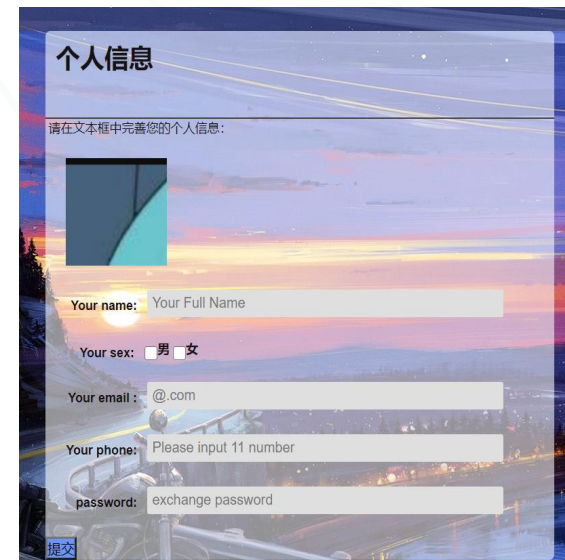 个人信息
请在文本框中完善您的个人信息：
Your name: Your Full Name
Your sex: 男 女
Your email : @.com
Your phone: Please input 11 number
password: exchange password
提交